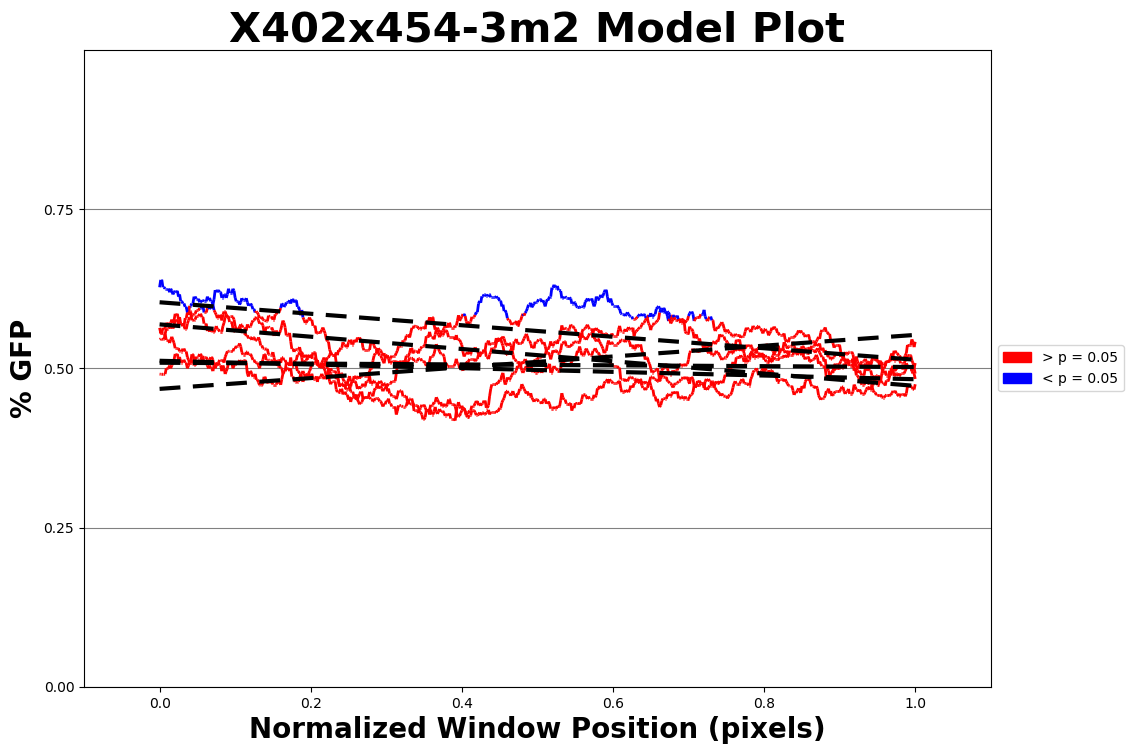 X402x454-3m2 Model Plot
% GFP
0.75
0.50
0.25
0.00
0.0 0.2 0.4 0.6 0.8 1.0
Normalized Window Position (pixels)
> p = 0.05
< p = 0.05